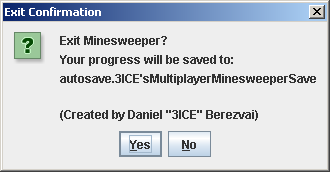 Exit Confirmation
?
Exit Minesweeper?
Your progress will be saved to:
autosave.3ICE'sMultiplayerMinesweeperSave
(Created by Daniel "3ICE" Berezvai)
Yes No